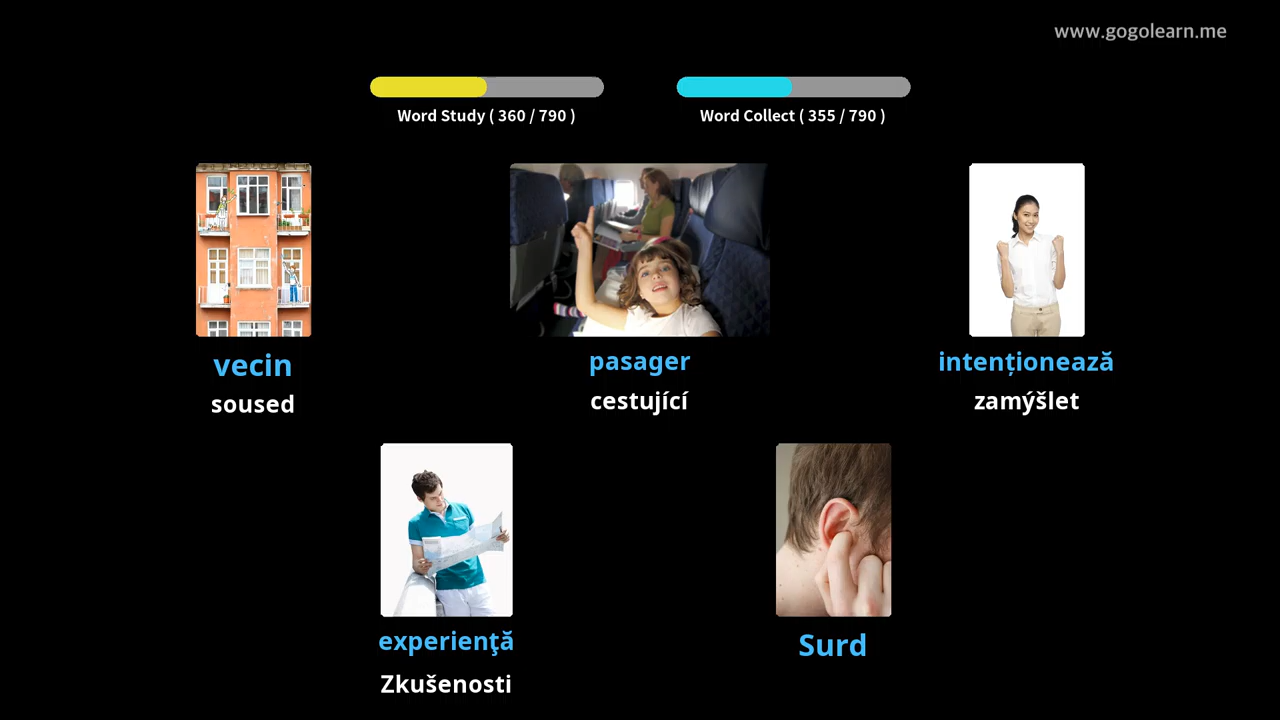 www.gogolearn.me
Word Study ( 360 / 790 )
Word Collect ( 355 / 790 )
vecin
soused
pasager
cestující
intenționează
zamýšlet
experienţă
Zkušenosti
Surd